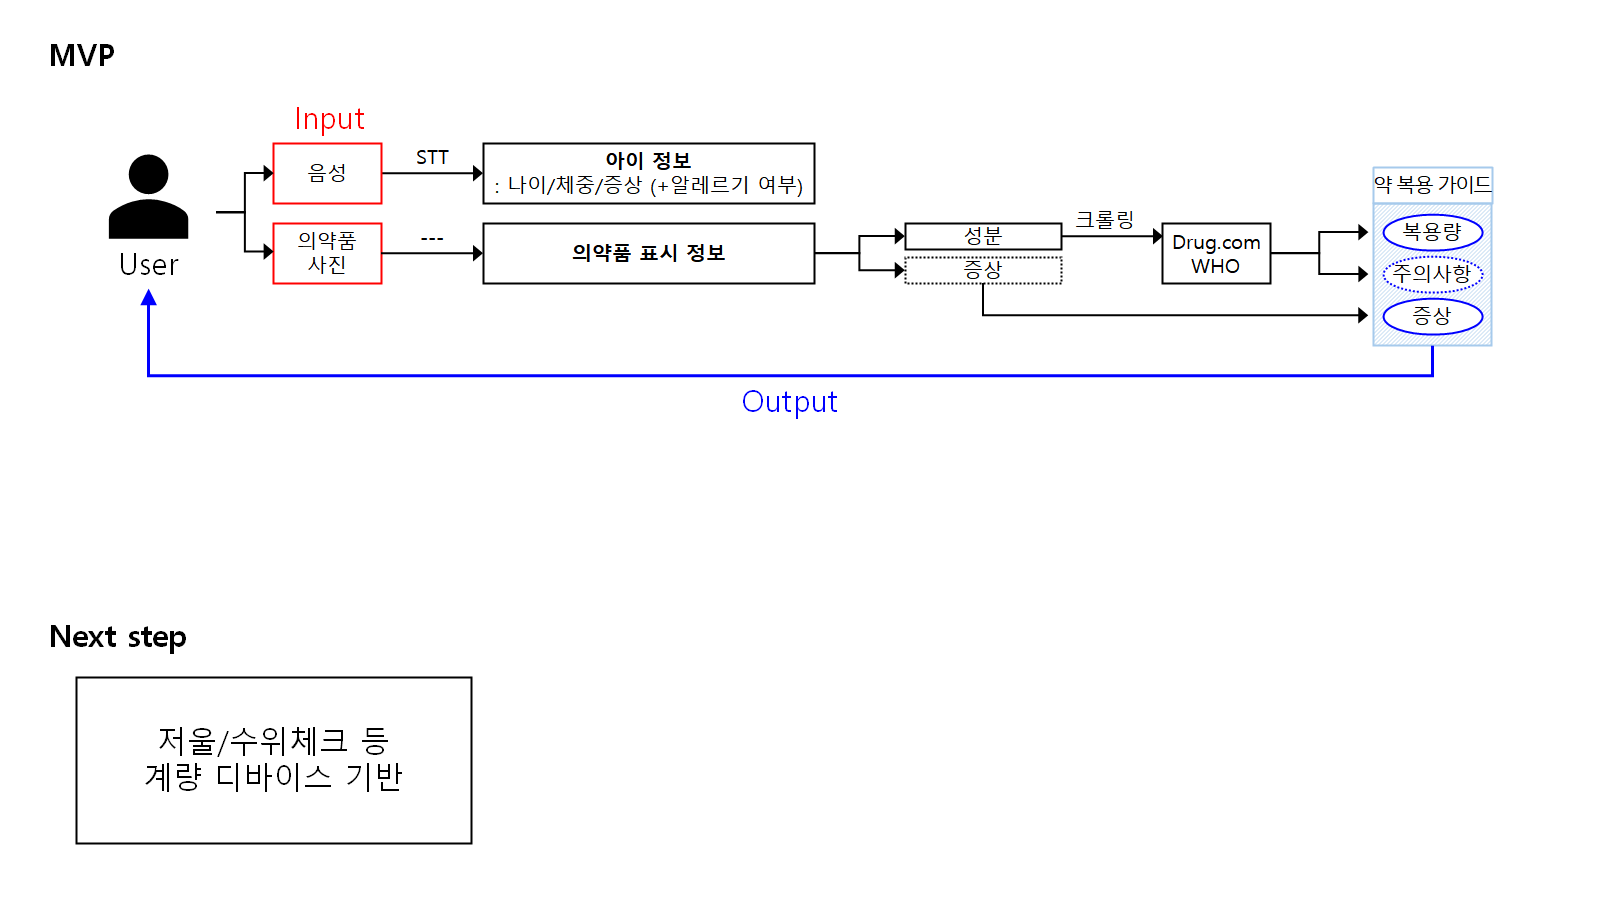 MVP
Input
음성
STT
아이 정보
: 나이/체중/증상 (+알레르기 여부)
User
의약품
사진
---
의약품 표시 정보
성분
증상
크롤링
Drug.com
WHO
약 복용 가이드
복용량
주의사항
증상
Output
Next step
저울/수위체크 등
계량 디바이스 기반